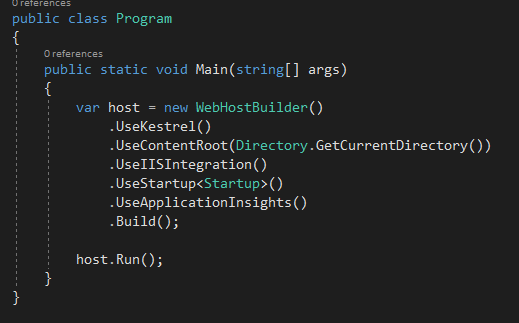 0 references
public class Program
{
0 references
public static void Main(string[] args)
{
var host = new WebHostBuilder()
.UseKestrel()
.UseContentRoot(Directory.GetCurrentDirectory())
.UseIISIntegration()
.UseStartup<Startup>()
.UseApplicationInsights()
.Build();
host.Run();
}
}